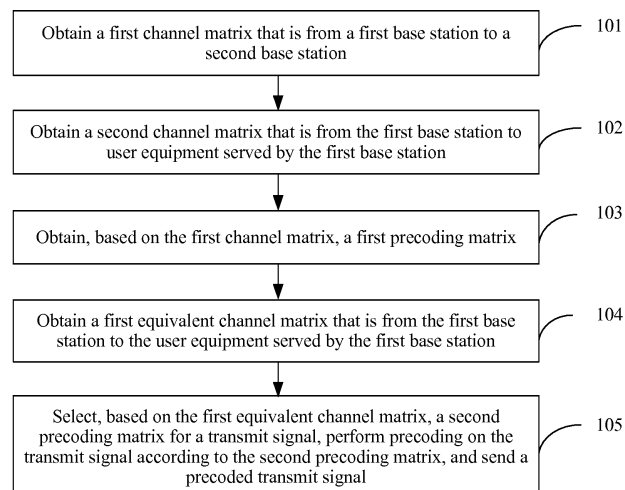 Obtain a first channel matrix that is from a first base station to a
second base station
101
Obtain a second channel matrix that is from the first base station to
user equipment served by the first base station
102
Obtain, based on the first channel matrix, a first precoding matrix
103
Obtain a first equivalent channel matrix that is from the first base
station to the user equipment served by the first base station
104
Select, based on the first equivalent channel matrix, a second
precoding matrix for a transmit signal, perform precoding on the
transmit signal according to the second precoding matrix, and send a
precoded transmit signal
105